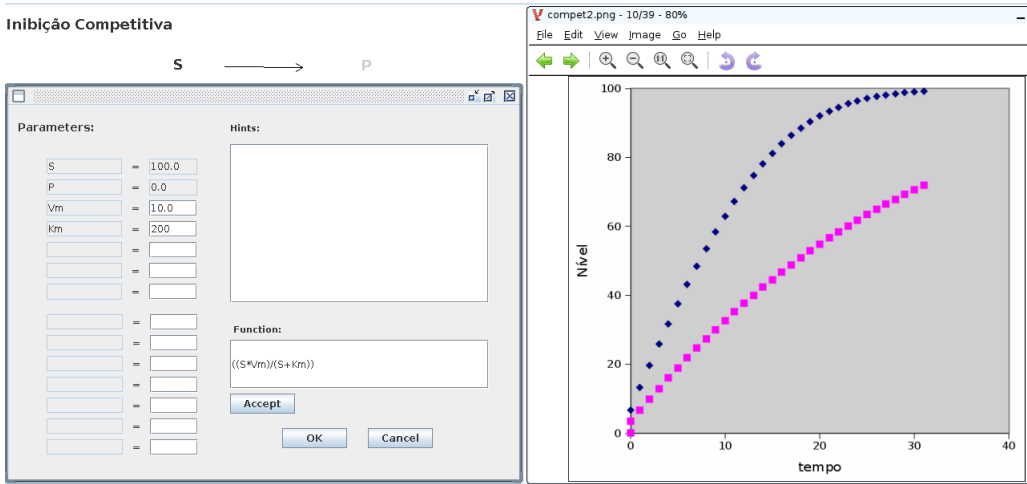 Inibição Competitiva
S P
Parameters:
S = 100.0
P = 0.0
Vm = 10.0
Km = 200
=
=
=
=
=
=
=
=
=
=
Hints:
Function:
((S*Vm)/(S+Km))
Accept
OK Cancel
compet2.png - 10/39 - 80%
File Edit View Image Go Help
100
80
60
40
20
0
Nível
0 10 20 30 40
tempo